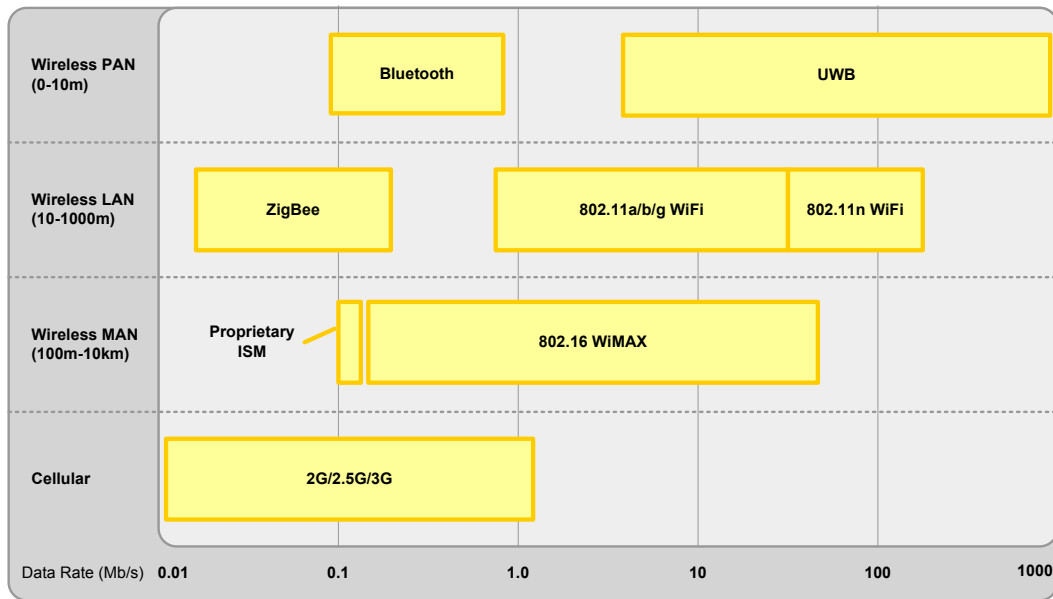 Wireless PAN
(0-10m)
Bluetooth
UWB
Wireless LAN
(10-1000m)
ZigBee
802.11a/b/g WiFi
802.11n WiFi
Wireless MAN
(100m-10km)
Proprietary
ISM
802.16 WiMAX
Cellular
2G/2.5G/3G
Data Rate (Mb/s)
0.01
0.1
1.0
10
100
1000